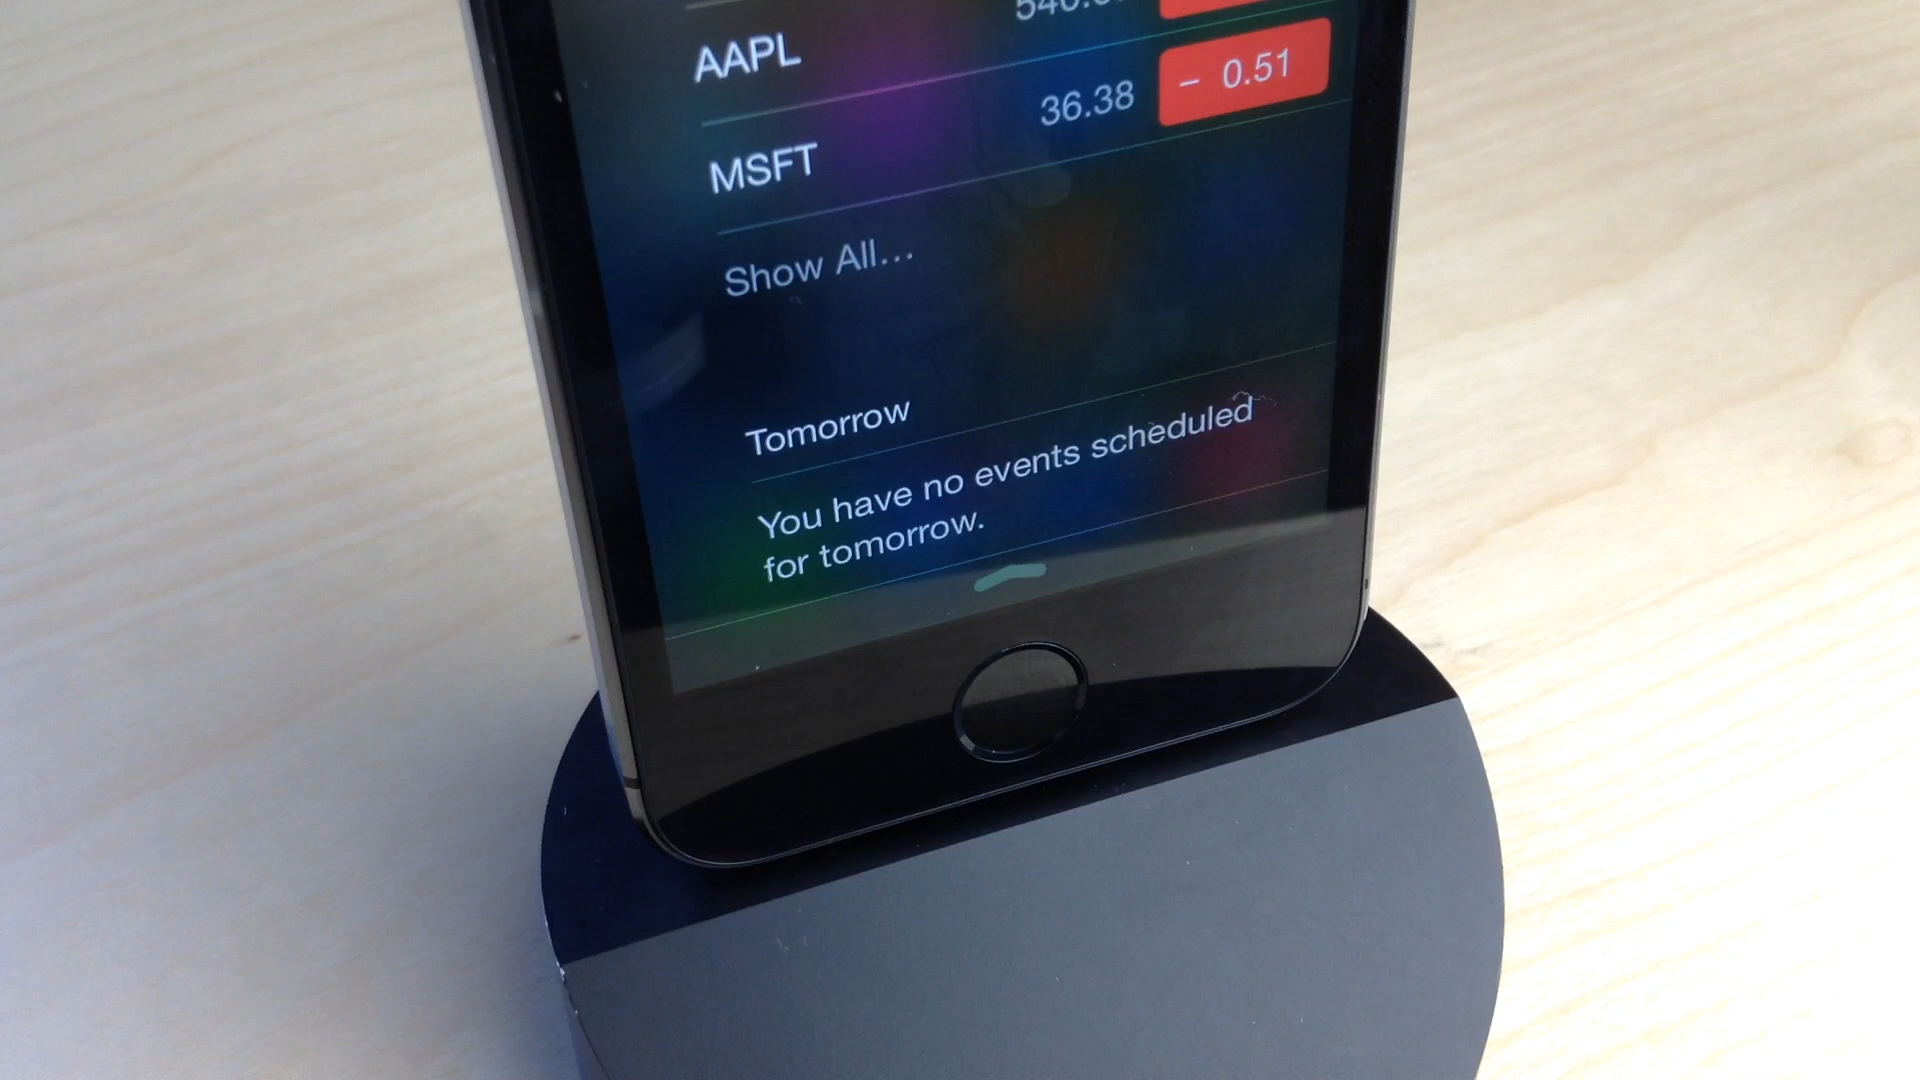 AAPL
MSFT 36.38 − 0.51
Show All...
Tomorrow
You have no events scheduled
for tomorrow.